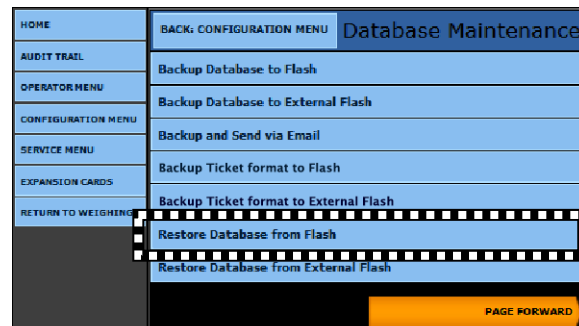 HOME
AUDIT TRAIL
OPERATOR MENU
CONFIGURATION MENU
SERVICE MENU
EXPANSION CARDS
RETURN TO WEIGHING
BACK: CONFIGURATION MENU
Database Maintenance
Backup Database to Flash
Backup Database to External Flash
Backup and Send via Email
Backup Ticket format to Flash
Backup Ticket format to External Flash
Restore Database from Flash
Restore Database from External Flash
PAGE FORWARD